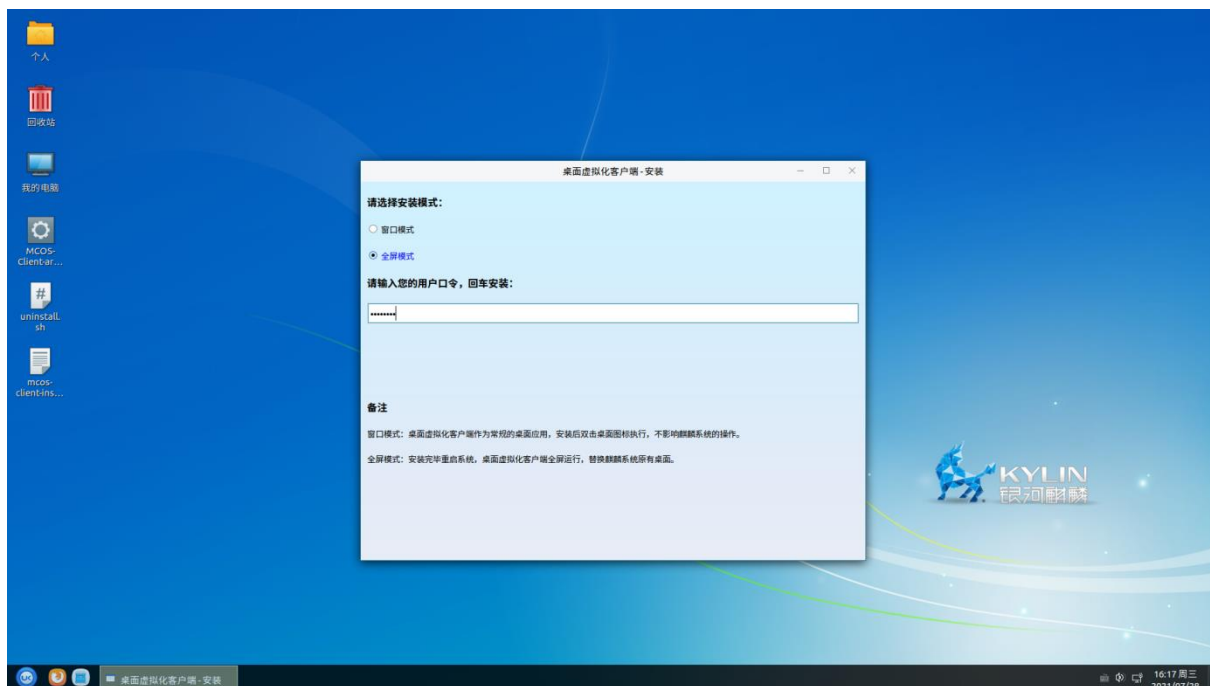 个人
回收站
我的电脑
MCOS-
Client-ar...
#
uninstall.
sh
mcos-
client-ins...
桌面虚拟化客户端-安装
请选择安装模式：
窗口模式
全屏模式
请输入您的用户口令，回车安装：
••••••••
备注
窗口模式：桌面虚拟化客户端作为常规的桌面应用，安装后双击桌面图标执行，不影响麒麟系统的操作。
全屏模式：安装完毕重启系统，桌面虚拟化客户端全屏运行，替换麒麟系统原有桌面。
KYLIN
银河麒麟
桌面虚拟化客户端-安装
16:17 周三
2021/07/28